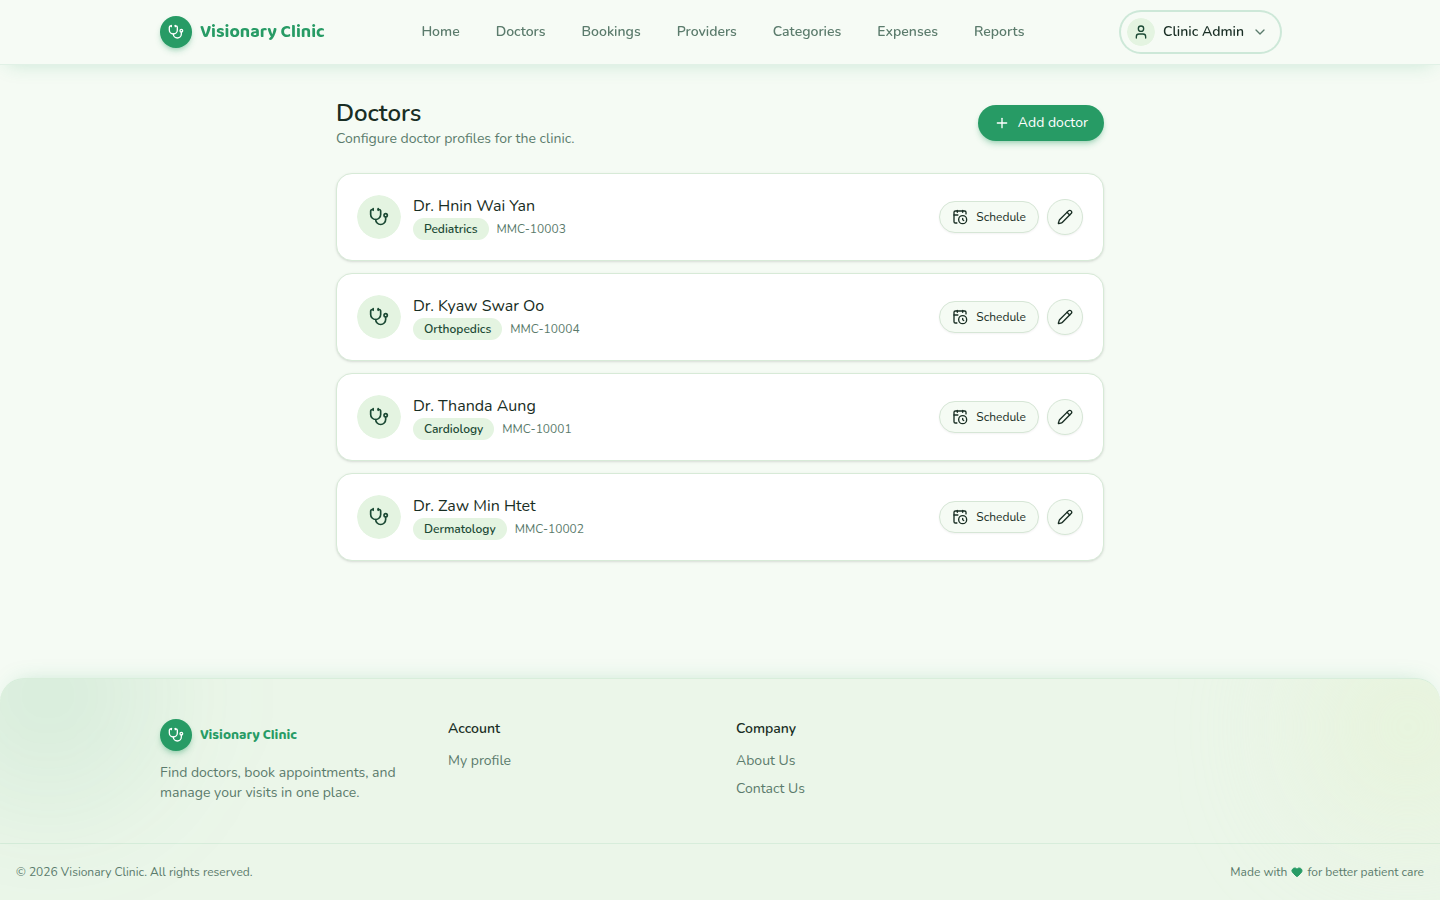 Visionary Clinic
Home
Doctors
Bookings
Providers
Categories
Expenses
Reports
Clinic Admin
Doctors
Configure doctor profiles for the clinic.
Add doctor
Dr. Hnin Wai Yan
Pediatrics MMC-10003
Schedule
Dr. Kyaw Swar Oo
Orthopedics MMC-10004
Schedule
Dr. Thanda Aung
Cardiology MMC-10001
Schedule
Dr. Zaw Min Htet
Dermatology MMC-10002
Schedule
Visionary Clinic
Find doctors, book appointments, and
manage your visits in one place.
Account
My profile
Company
About Us
Contact Us
© 2026 Visionary Clinic. All rights reserved.
Made with for better patient care